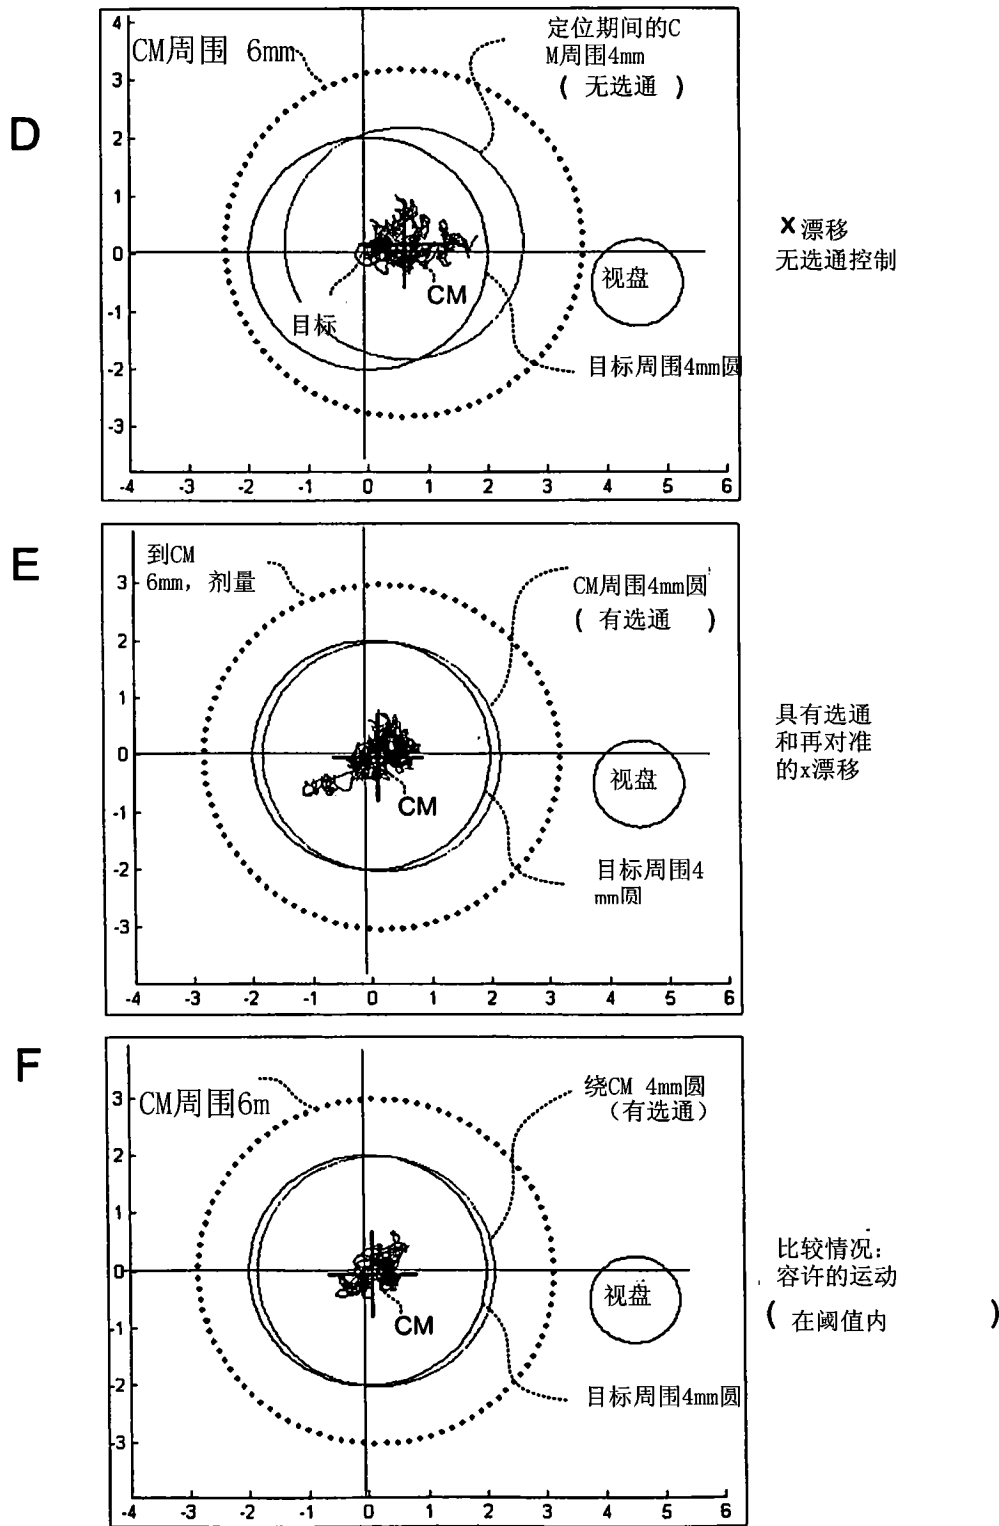 D
4
3
2
1
0
-1
-2
-3
-4 -3 -2 -1 0 1 2 3 4 5 6
CM周围 6mm
定位期间的C
M周围4mm
( 无选通 )
CM
目标
视盘
目标周围4mm圆
X漂移
无选通控制
E
3
2
1
0
-1
-2
-3
-4 -3 -2 -1 0 1 2 3 4 5 6
到CM
6mm, 剂量
CM周围4mm圆
( 有选通 )
CM
视盘
目标周围4
mm圆
具有选通
和再对准
的x漂移
F
3
2
1
0
-1
-2
-3
-4 -3 -2 -1 0 1 2 3 4 5 6
CM周围6m
绕CM 4mm圆
(有选通)
CM
视盘
目标周围4mm圆
比较情况:
容许的运动
( 在阈值内 )